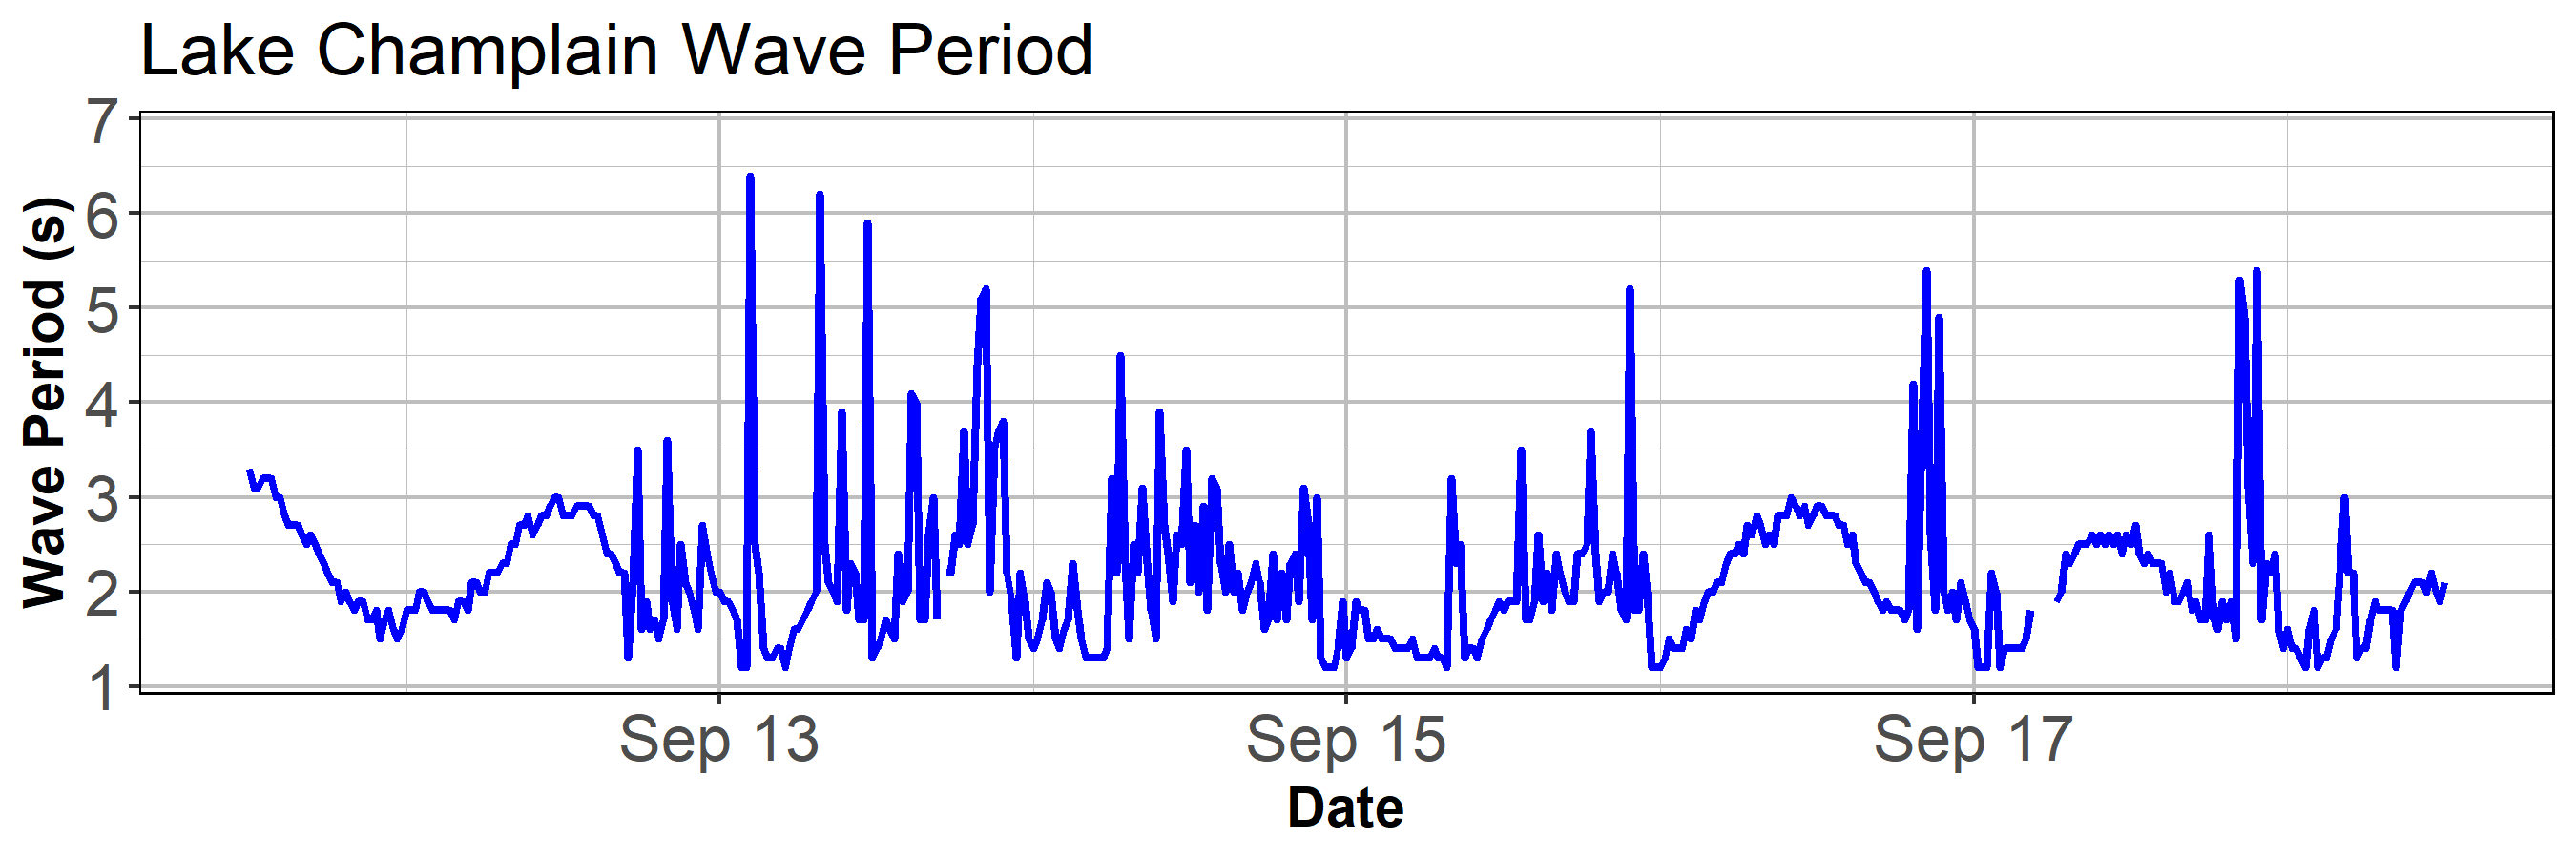 Lake Champlain Wave Period
Wave Period (s)
7
6
5
4
3
2
1
Sep 13
Sep 15
Sep 17
Date